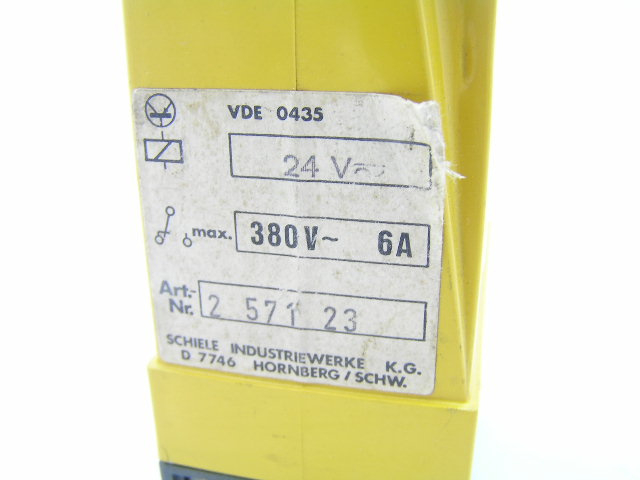 VDE 0435
24 V≂
max. 380V~ 6A
Art.-
Nr. 2 571 23
SCHIELE INDUSTRIEWERKE K.G.
D 7746 HORNBERG/SCHW.